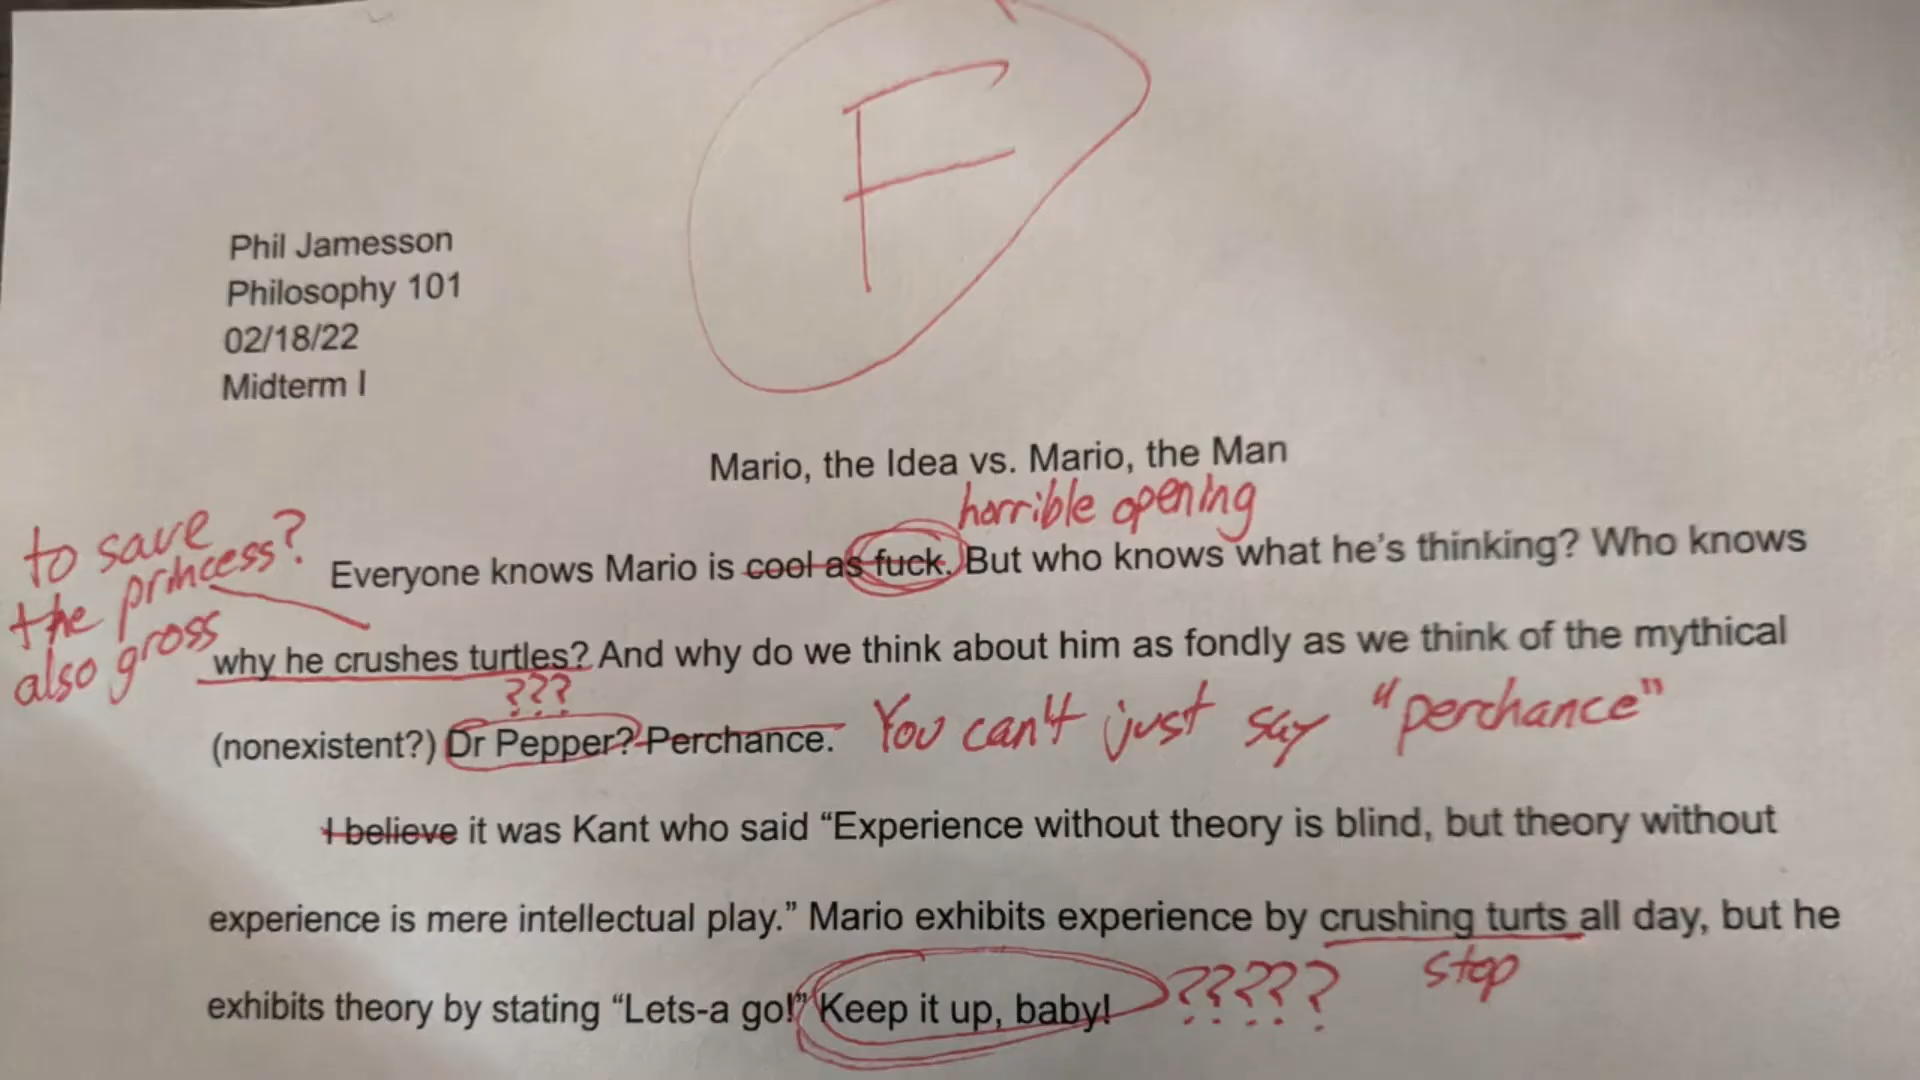 F
Phil Jamesson
Philosophy 101
02/18/22
Midterm I
Mario, the Idea vs. Mario, the Man
horrible opening
to save
the princess?
also gross
Everyone knows Mario is cool as fuck. But who knows what he's thinking? Who knows
why he crushes turtles? And why do we think about him as fondly as we think of the mythical
???
(nonexistent?) Dr Pepper? Perchance. You can't just say "perchance"
I believe it was Kant who said “Experience without theory is blind, but theory without
experience is mere intellectual play.” Mario exhibits experience by crushing turts all day, but he
stop
exhibits theory by stating “Lets-a go!” Keep it up, baby! ?????